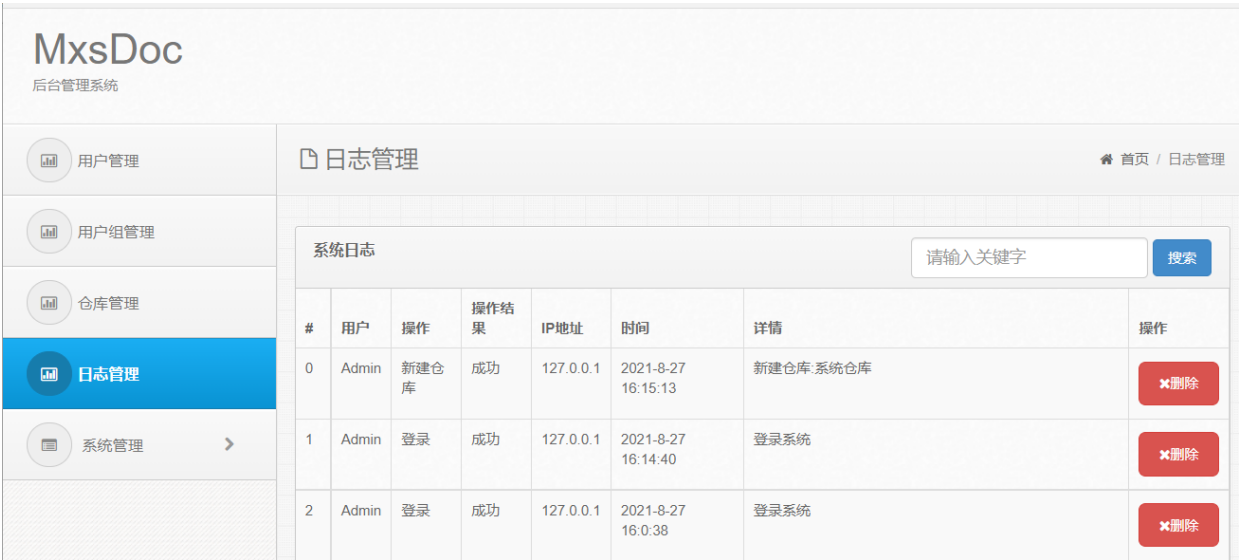 MxsDoc
后台管理系统
用户管理
用户组管理
仓库管理
日志管理
系统管理
日志管理
首页 / 日志管理
系统日志
请输入关键字
搜索
# 用户 操作 操作结果 IP地址 时间 详情 操作
0 Admin 新建仓库 成功 127.0.0.1 2021-8-27 16:15:13 新建仓库:系统仓库 删除
1 Admin 登录 成功 127.0.0.1 2021-8-27 16:14:40 登录系统 删除
2 Admin 登录 成功 127.0.0.1 2021-8-27 16:0:38 登录系统 删除